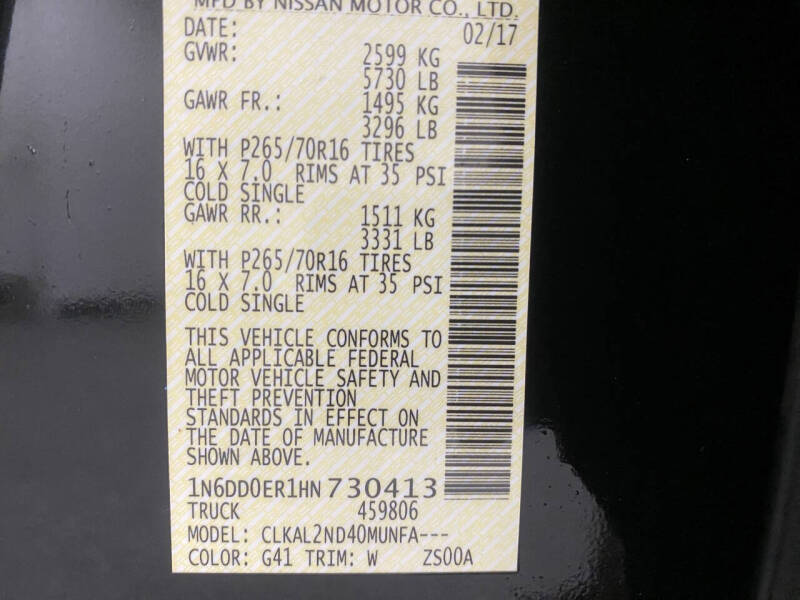 MFD BY NISSAN MOTOR CO., LTD.
DATE: 02/17
GVWR: 2599 KG
5730 LB
GAWR FR.: 1495 KG
3296 LB
WITH P265/70R16 TIRES
16 X 7.0 RIMS AT 35 PSI
COLD SINGLE
GAWR RR.: 1511 KG
3331 LB
WITH P265/70R16 TIRES
16 X 7.0 RIMS AT 35 PSI
COLD SINGLE
THIS VEHICLE CONFORMS TO
ALL APPLICABLE FEDERAL
MOTOR VEHICLE SAFETY AND
THEFT PREVENTION
STANDARDS IN EFFECT ON
THE DATE OF MANUFACTURE
SHOWN ABOVE.
1N6DD0ER1HN730413
TRUCK 459806
MODEL: CLKAL2ND40MUNFA---
COLOR: G41 TRIM: W ZS00A